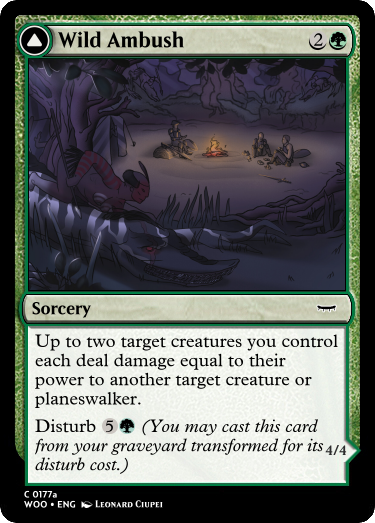 Wild Ambush 2
Sorcery
Up to two target creatures you control
each deal damage equal to their
power to another target creature or
planeswalker.
Disturb 5 (You may cast this card
from your graveyard transformed for its
disturb cost.)
4/4
C 0177a
WOO • ENG Leonard Ciupei